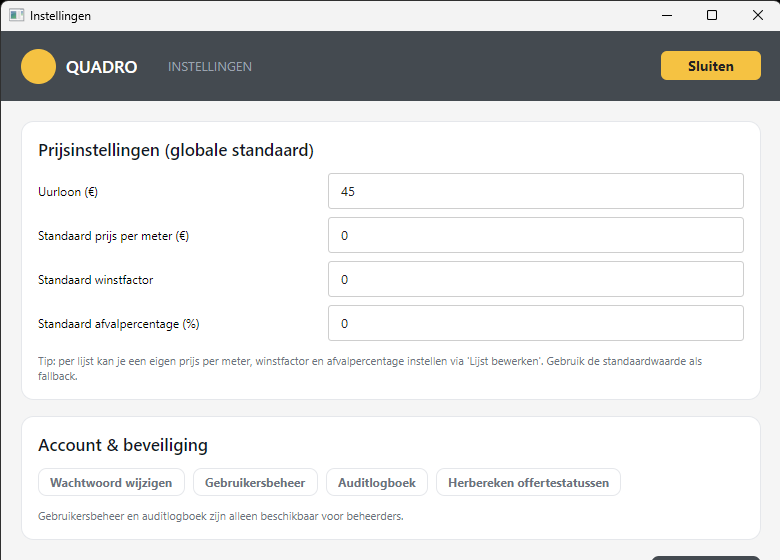 Instellingen
QUADRO
INSTELLINGEN
Sluiten
Prijsinstellingen (globale standaard)
Uurloon (€)
45
Standaard prijs per meter (€)
0
Standaard winstfactor
0
Standaard afvalpercentage (%)
0
Tip: per lijst kan je een eigen prijs per meter, winstfactor en afvalpercentage instellen via 'Lijst bewerken'. Gebruik de standaardwaarde als
fallback.
Account & beveiliging
Wachtwoord wijzigen
Gebruikersbeheer
Auditlogboek
Herbereken offertestatussen
Gebruikersbeheer en auditlogboek zijn alleen beschikbaar voor beheerders.